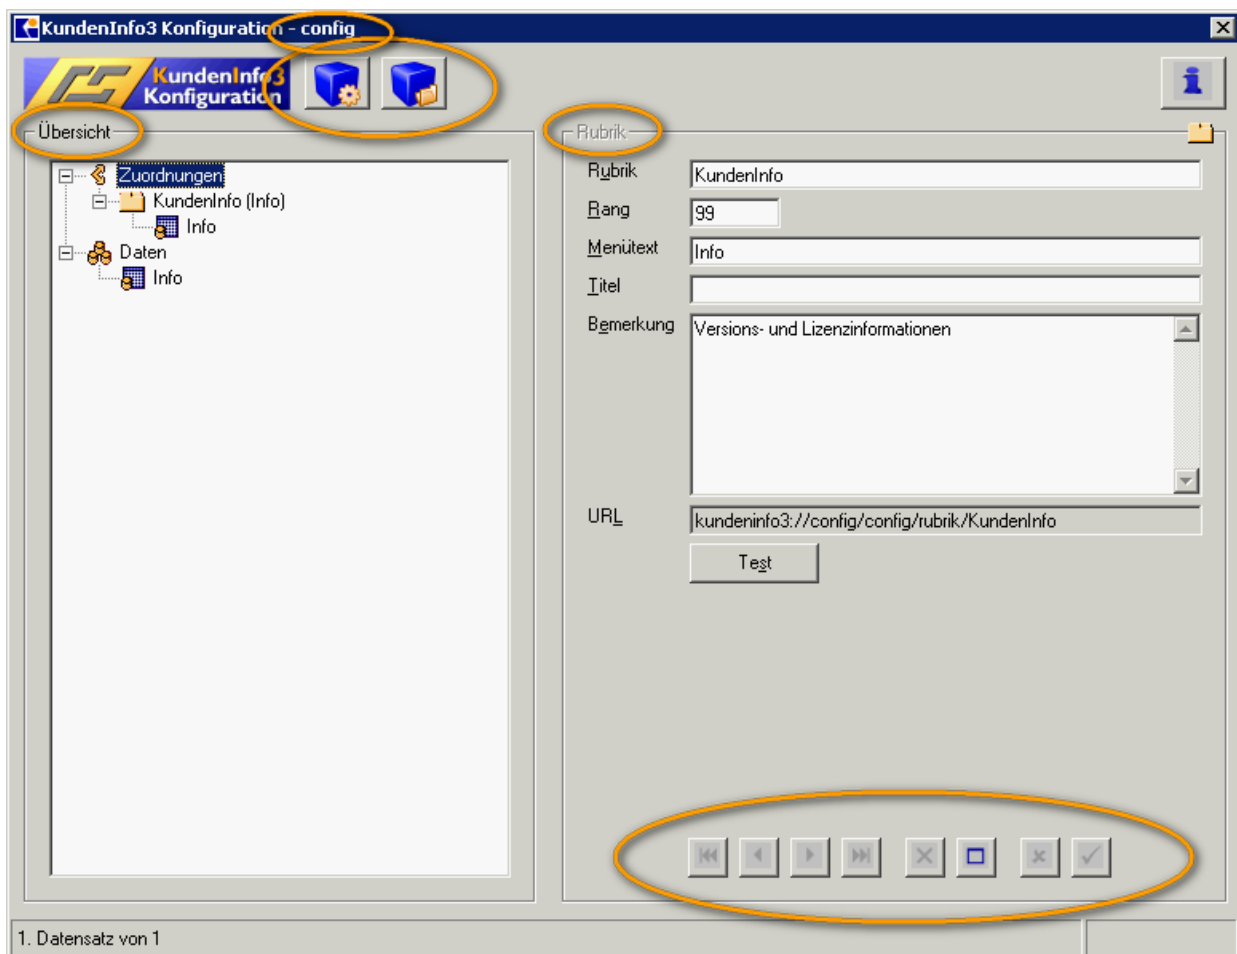 KundenInfo3 Konfiguration - config
KundenInfo3
Konfiguration
Übersicht
Zuordnungen
KundenInfo (Info)
Info
Daten
Info
Rubrik
Rubrik
KundenInfo
Rang
99
Menütext
Info
Titel
Bemerkung
Versions- und Lizenzinformationen
URL
kundeninfo3://config/config/rubrik/KundenInfo
Test
1. Datensatz von 1